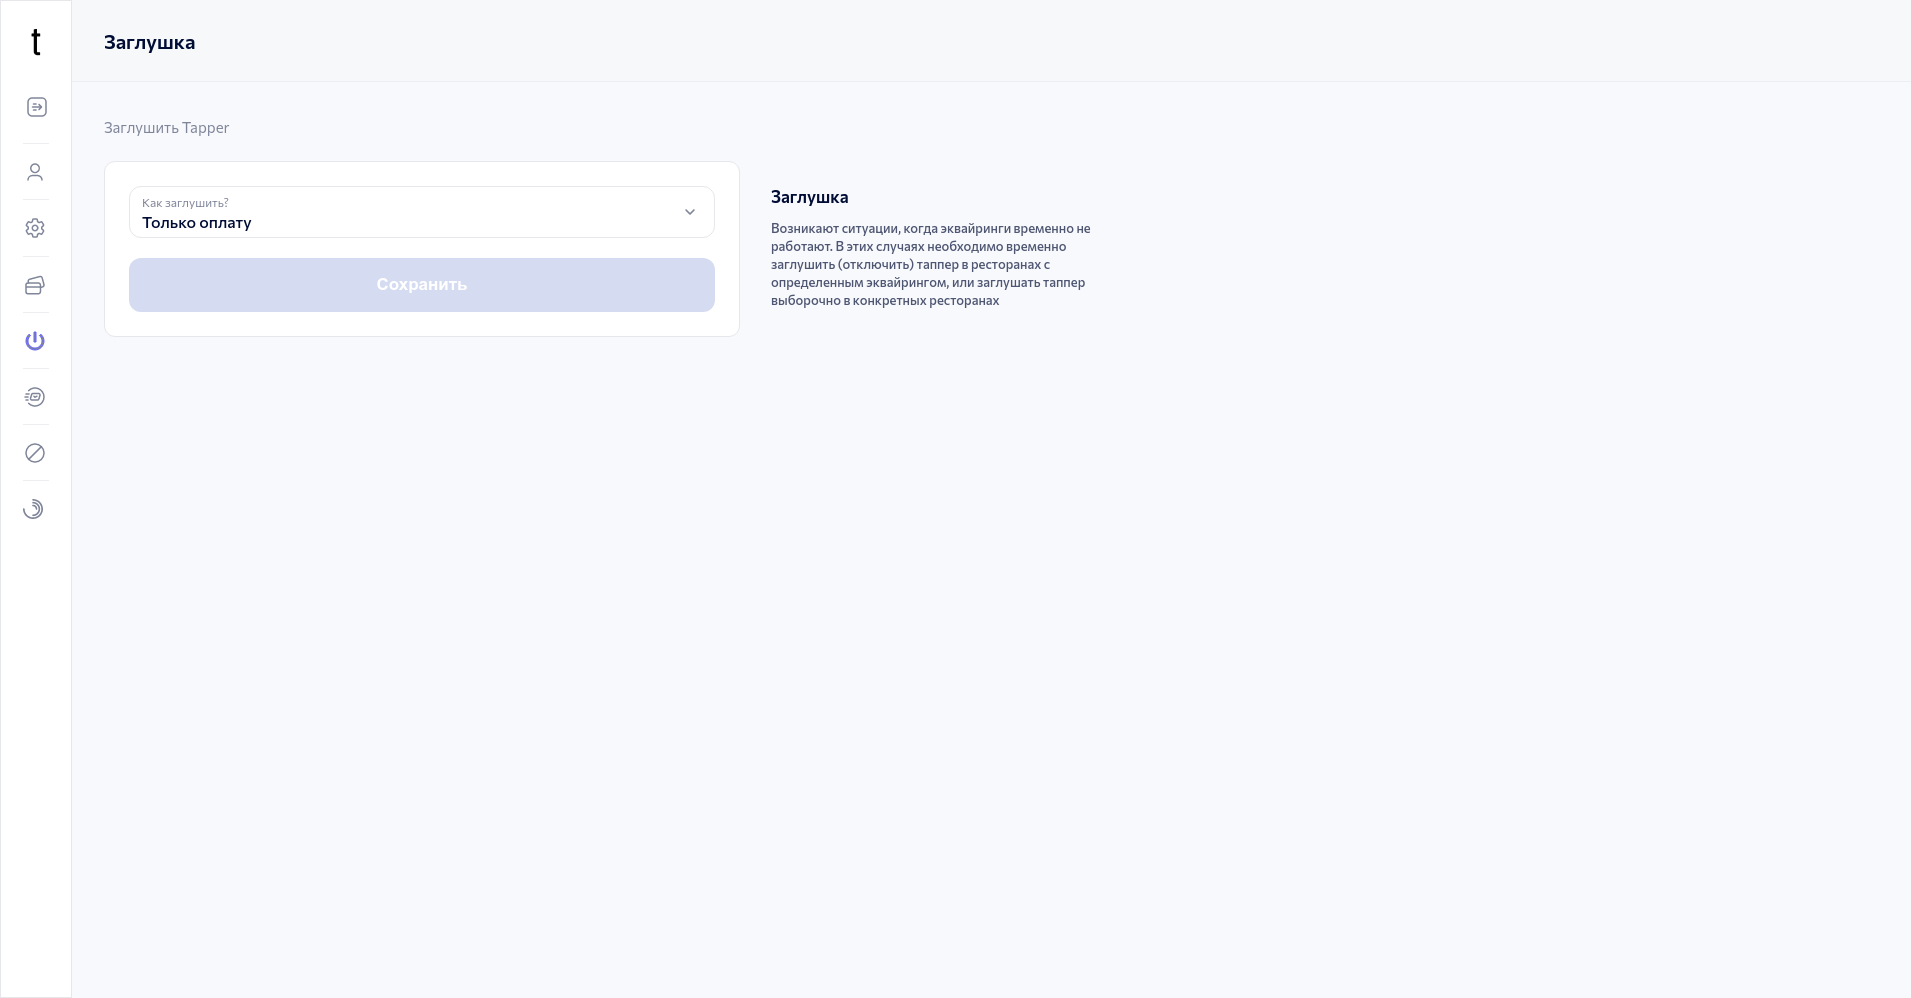 t
Заглушка
Заглушить Tapper
Как заглушить?
Только оплату
Сохранить
Заглушка
Возникают ситуации, когда эквайринги временно не
работают. В этих случаях необходимо временно
заглушить (отключить) таппер в ресторанах с
определенным эквайрингом, или заглушать таппер
выборочно в конкретных ресторанах